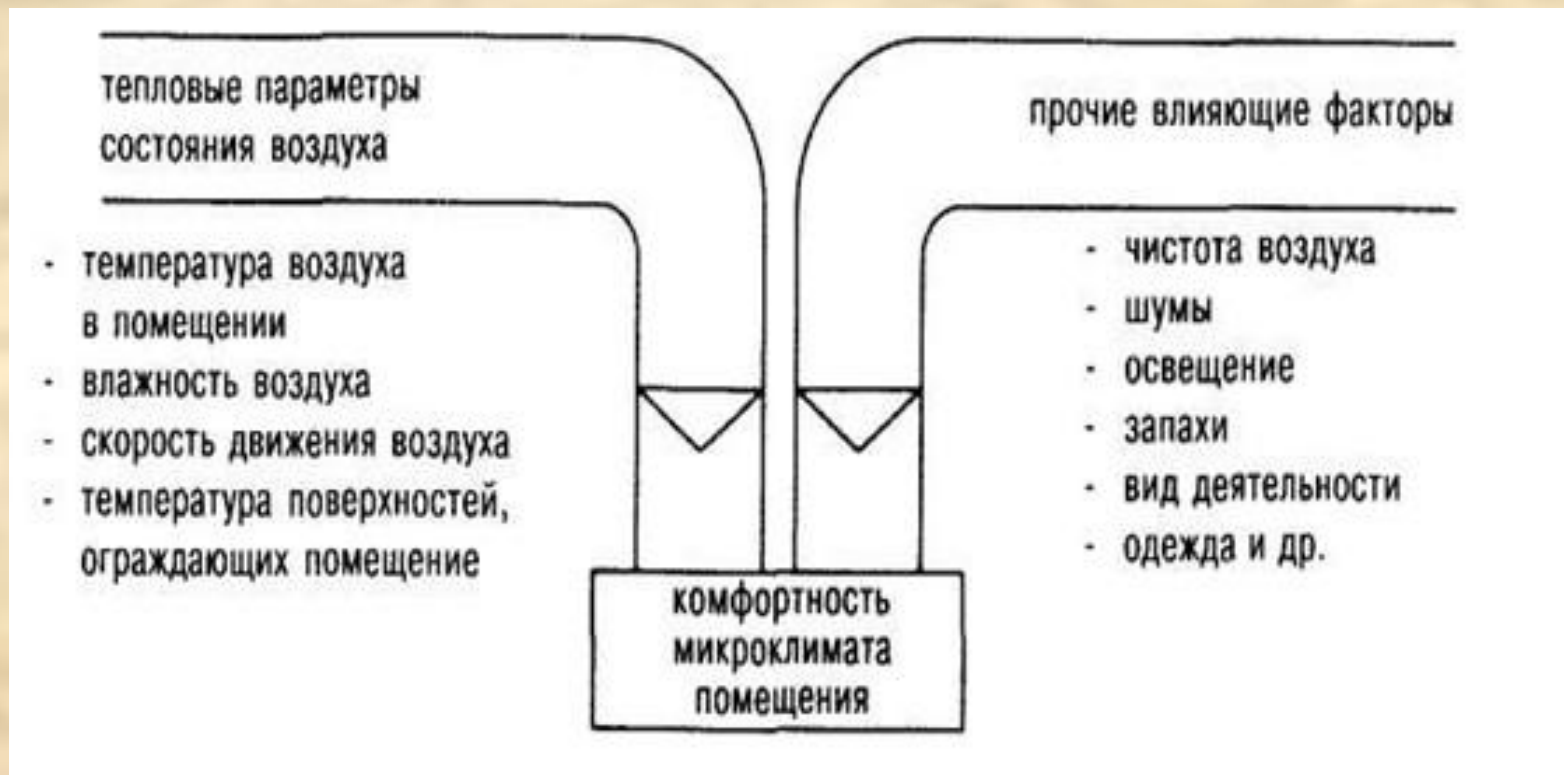 тепловые параметры
состояния воздуха
- температура воздуха
в помещении
- влажность воздуха
- скорость движения воздуха
- температура поверхностей,
ограждающих помещение
прочие влияющие факторы
- чистота воздуха
- шумы
- освещение
- запахи
- вид деятельности
- одежда и др.
комфортность
микроклимата
помещения